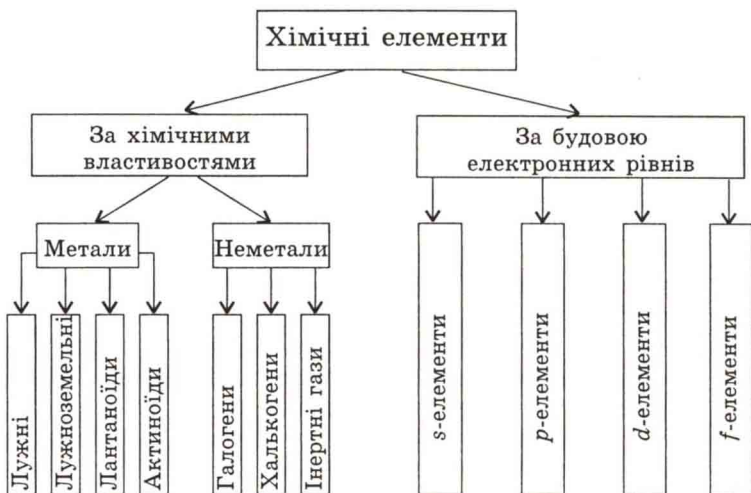 Хімічні елементи
За хімічними
властивостями
За будовою
електронних рівнів
Метали
Неметали
Лужні
Лужноземельні
Лантаноїди
Актиноїди
Галогени
Халькогени
Інертні гази
s-елементи
p-елементи
d-елементи
f-елементи